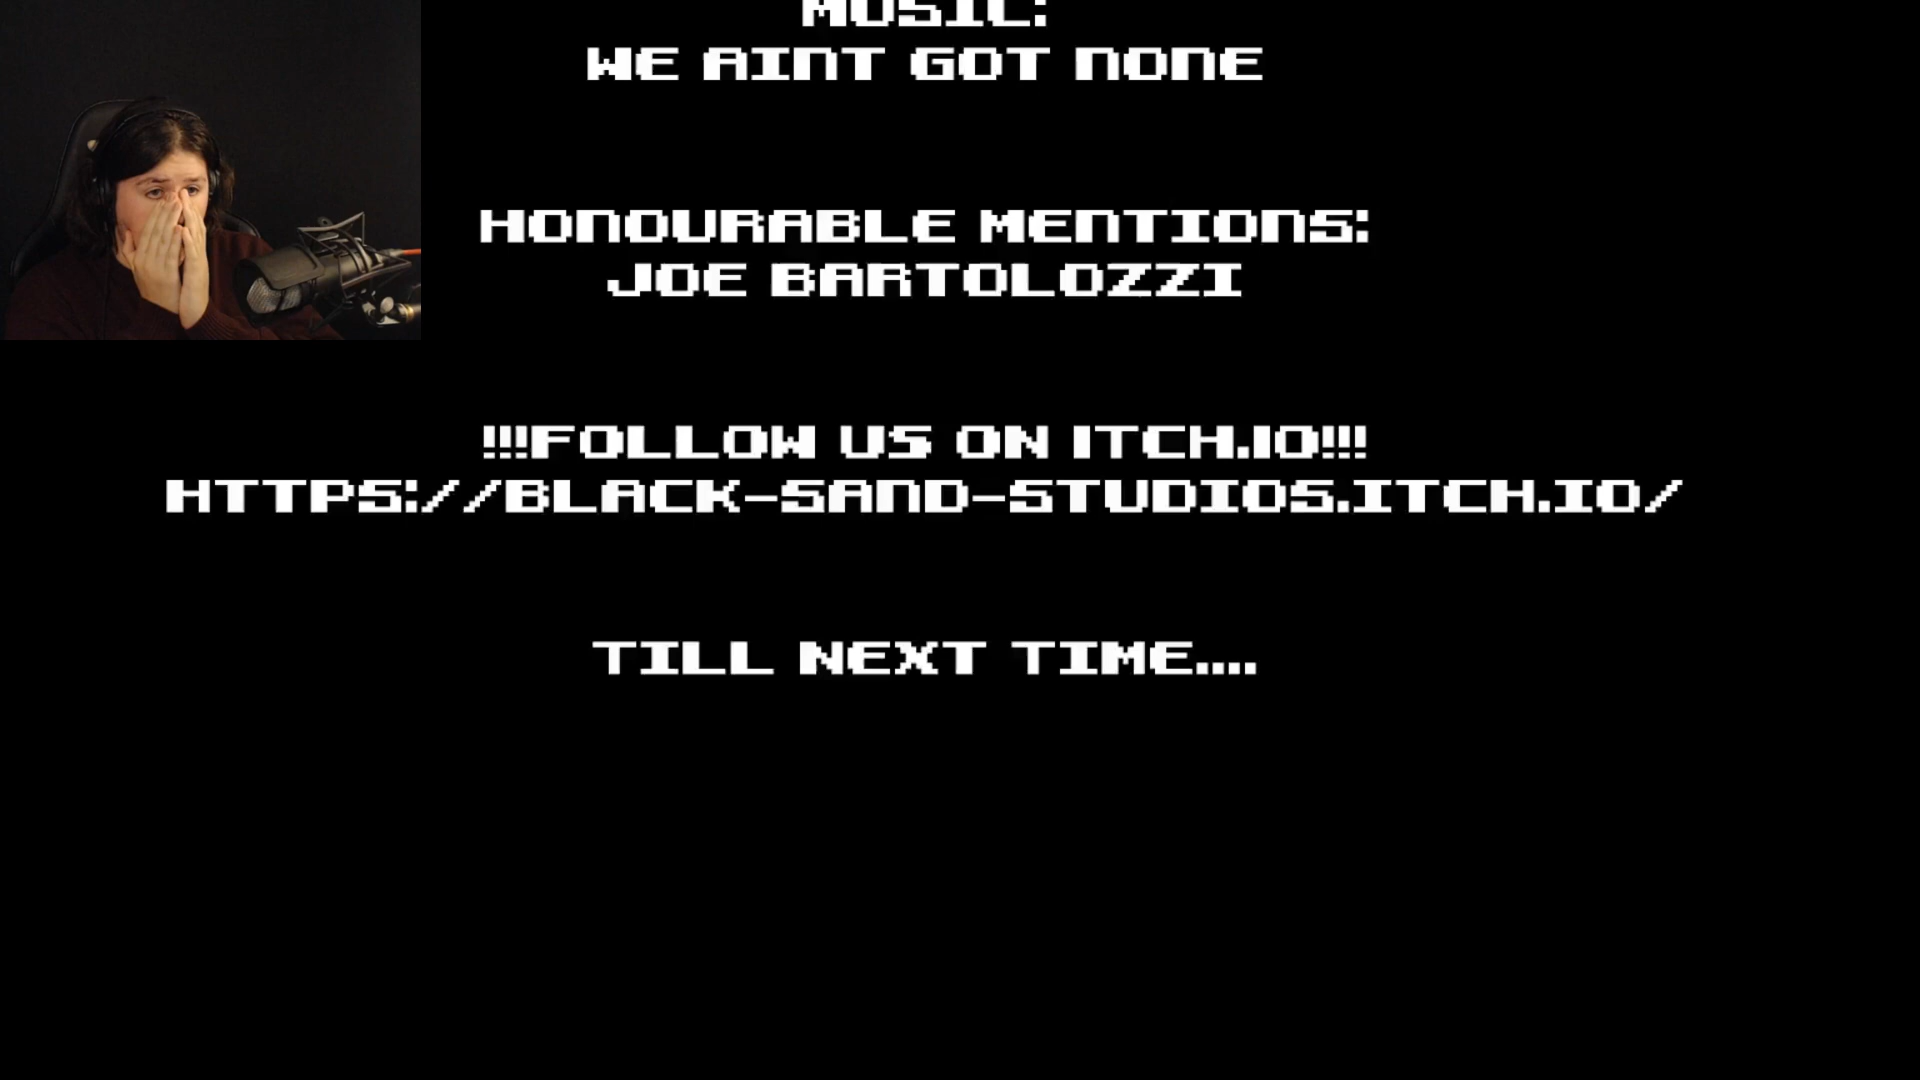 MUSIC:
WE AINT GOT NONE
HONOURABLE MENTIONS:
JOE BARTOLOZZI
!!!FOLLOW US ON ITCH.IO!!!
HTTPS://BLACK-SAND-STUDIOS.ITCH.IO/
TILL NEXT TIME....